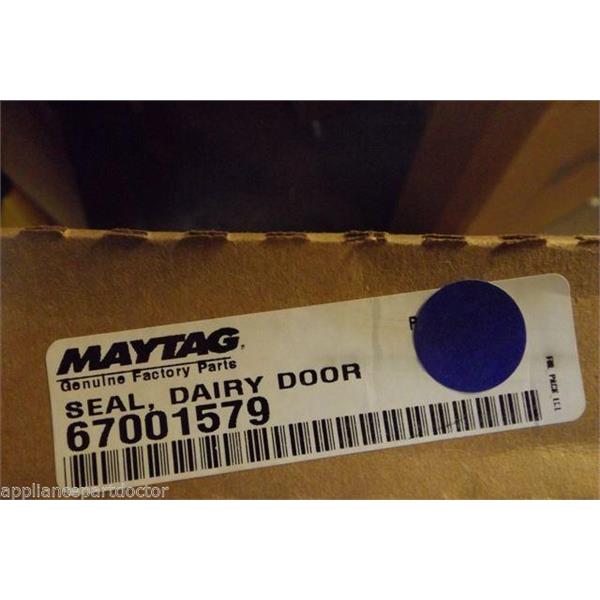 MAYTAG.
Genuine Factory Parts
SEAL, DAIRY DOOR
67001579
appliancepartdoctor